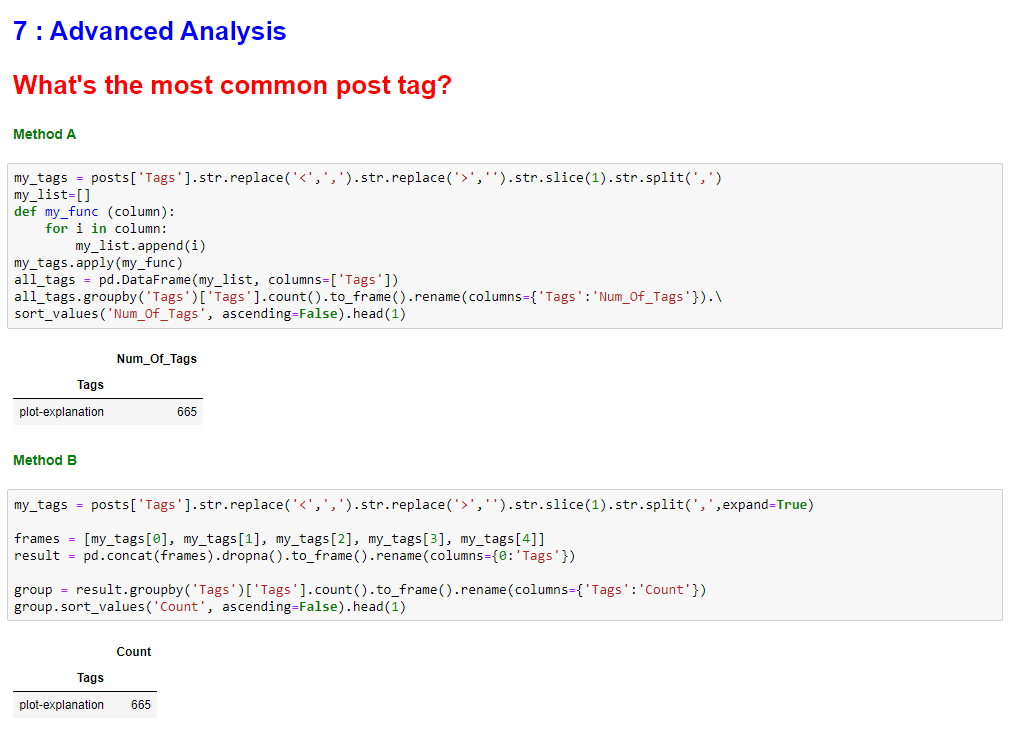 7 : Advanced Analysis
What's the most common post tag?
Method A
my_tags = posts['Tags'].str.replace('<',',').str.replace('>','').str.slice(1).str.split(',')
my_list=[]
def my_func (column):
    for i in column:
        my_list.append(i)
my_tags.apply(my_func)
all_tags = pd.DataFrame(my_list, columns=['Tags'])
all_tags.groupby('Tags')['Tags'].count().to_frame().rename(columns={'Tags':'Num_Of_Tags'}).\
sort_values('Num_Of_Tags', ascending=False).head(1)
Num_Of_Tags
Tags
plot-explanation 665
Method B
my_tags = posts['Tags'].str.replace('<',',').str.replace('>','').str.slice(1).str.split(',',expand=True)
frames = [my_tags[0], my_tags[1], my_tags[2], my_tags[3], my_tags[4]]
result = pd.concat(frames).dropna().to_frame().rename(columns={0:'Tags'})
group = result.groupby('Tags')['Tags'].count().to_frame().rename(columns={'Tags':'Count'})
group.sort_values('Count', ascending=False).head(1)
Count
Tags
plot-explanation 665